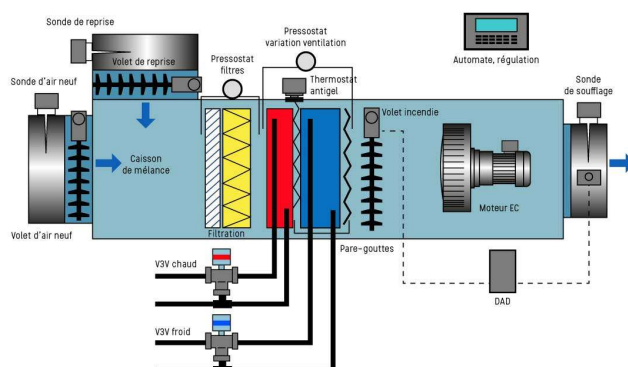 Sonde de reprise
Volet de reprise
Sonde d'air neuf
Pressostat
filtres
Pressostat
variation ventilation
Thermostat
antigel
Automate, régulation
Sonde
de soufflage
Volet incendie
Caisson
de mélance
Moteur EC
Volet d'air neuf
Filtration
Pare-gouttes
V3V chaud
DAD
V3V froid